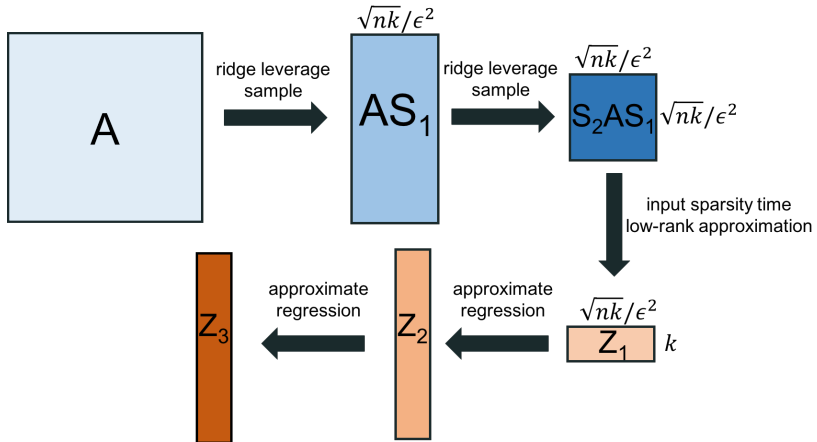 √nk/ϵ²
A
ridge leverage
sample
AS₁
ridge leverage
sample
√nk/ϵ²
S₂AS₁
√nk/ϵ²
input sparsity time
low-rank approximation
Z₃
approximate
regression
Z₂
approximate
regression
√nk/ϵ²
Z₁
k